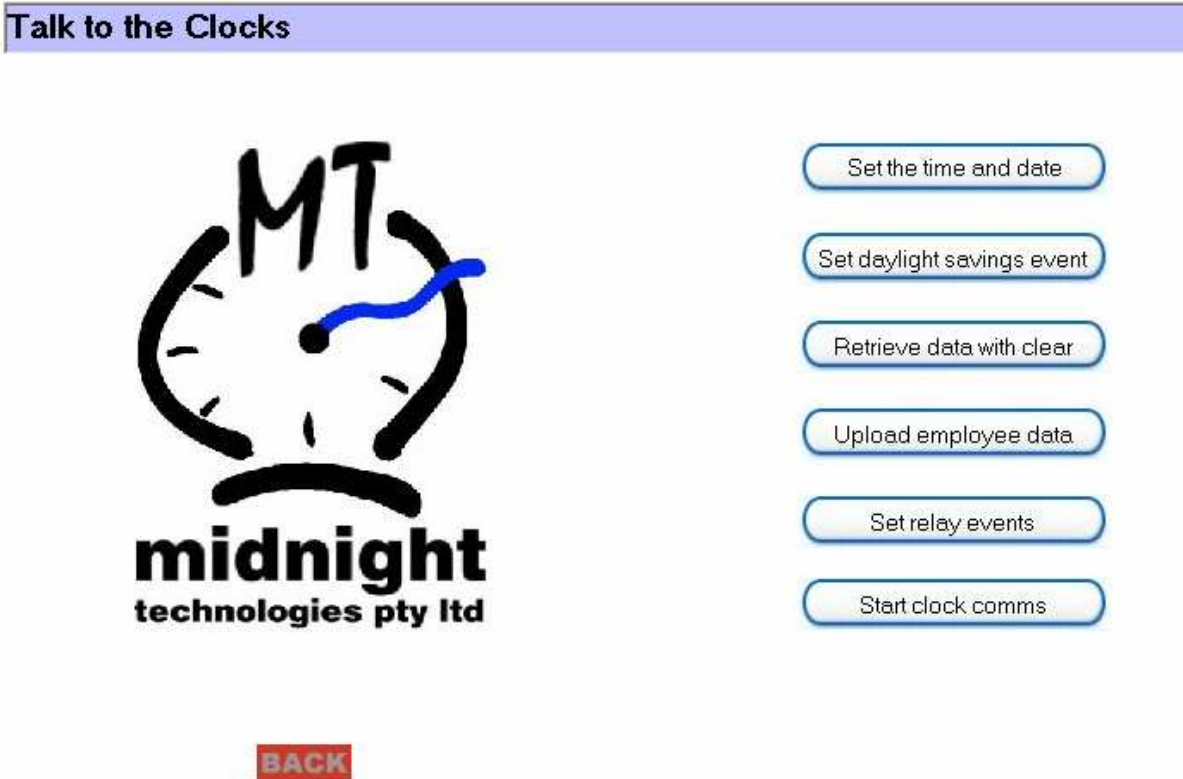 Talk to the Clocks
MT
midnight
technologies pty ltd
Set the time and date
Set daylight savings event
Retrieve data with clear
Upload employee data
Set relay events
Start clock comms
BACK